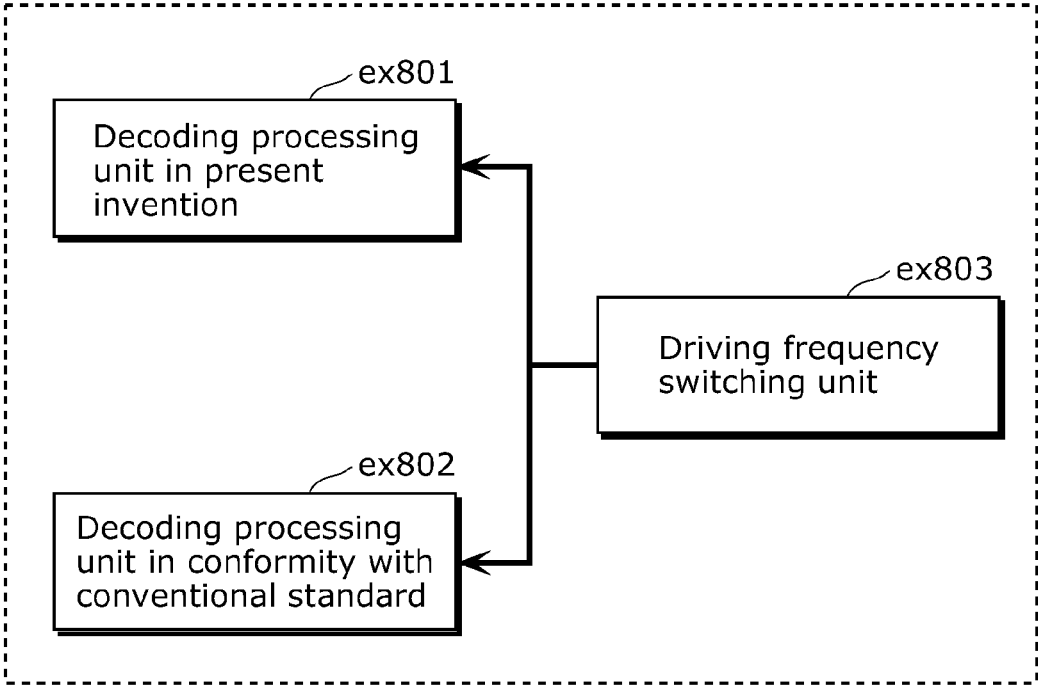 ex801
Decoding processing
unit in present
invention
ex803
Driving frequency
switching unit
ex802
Decoding processing
unit in conformity with
conventional standard